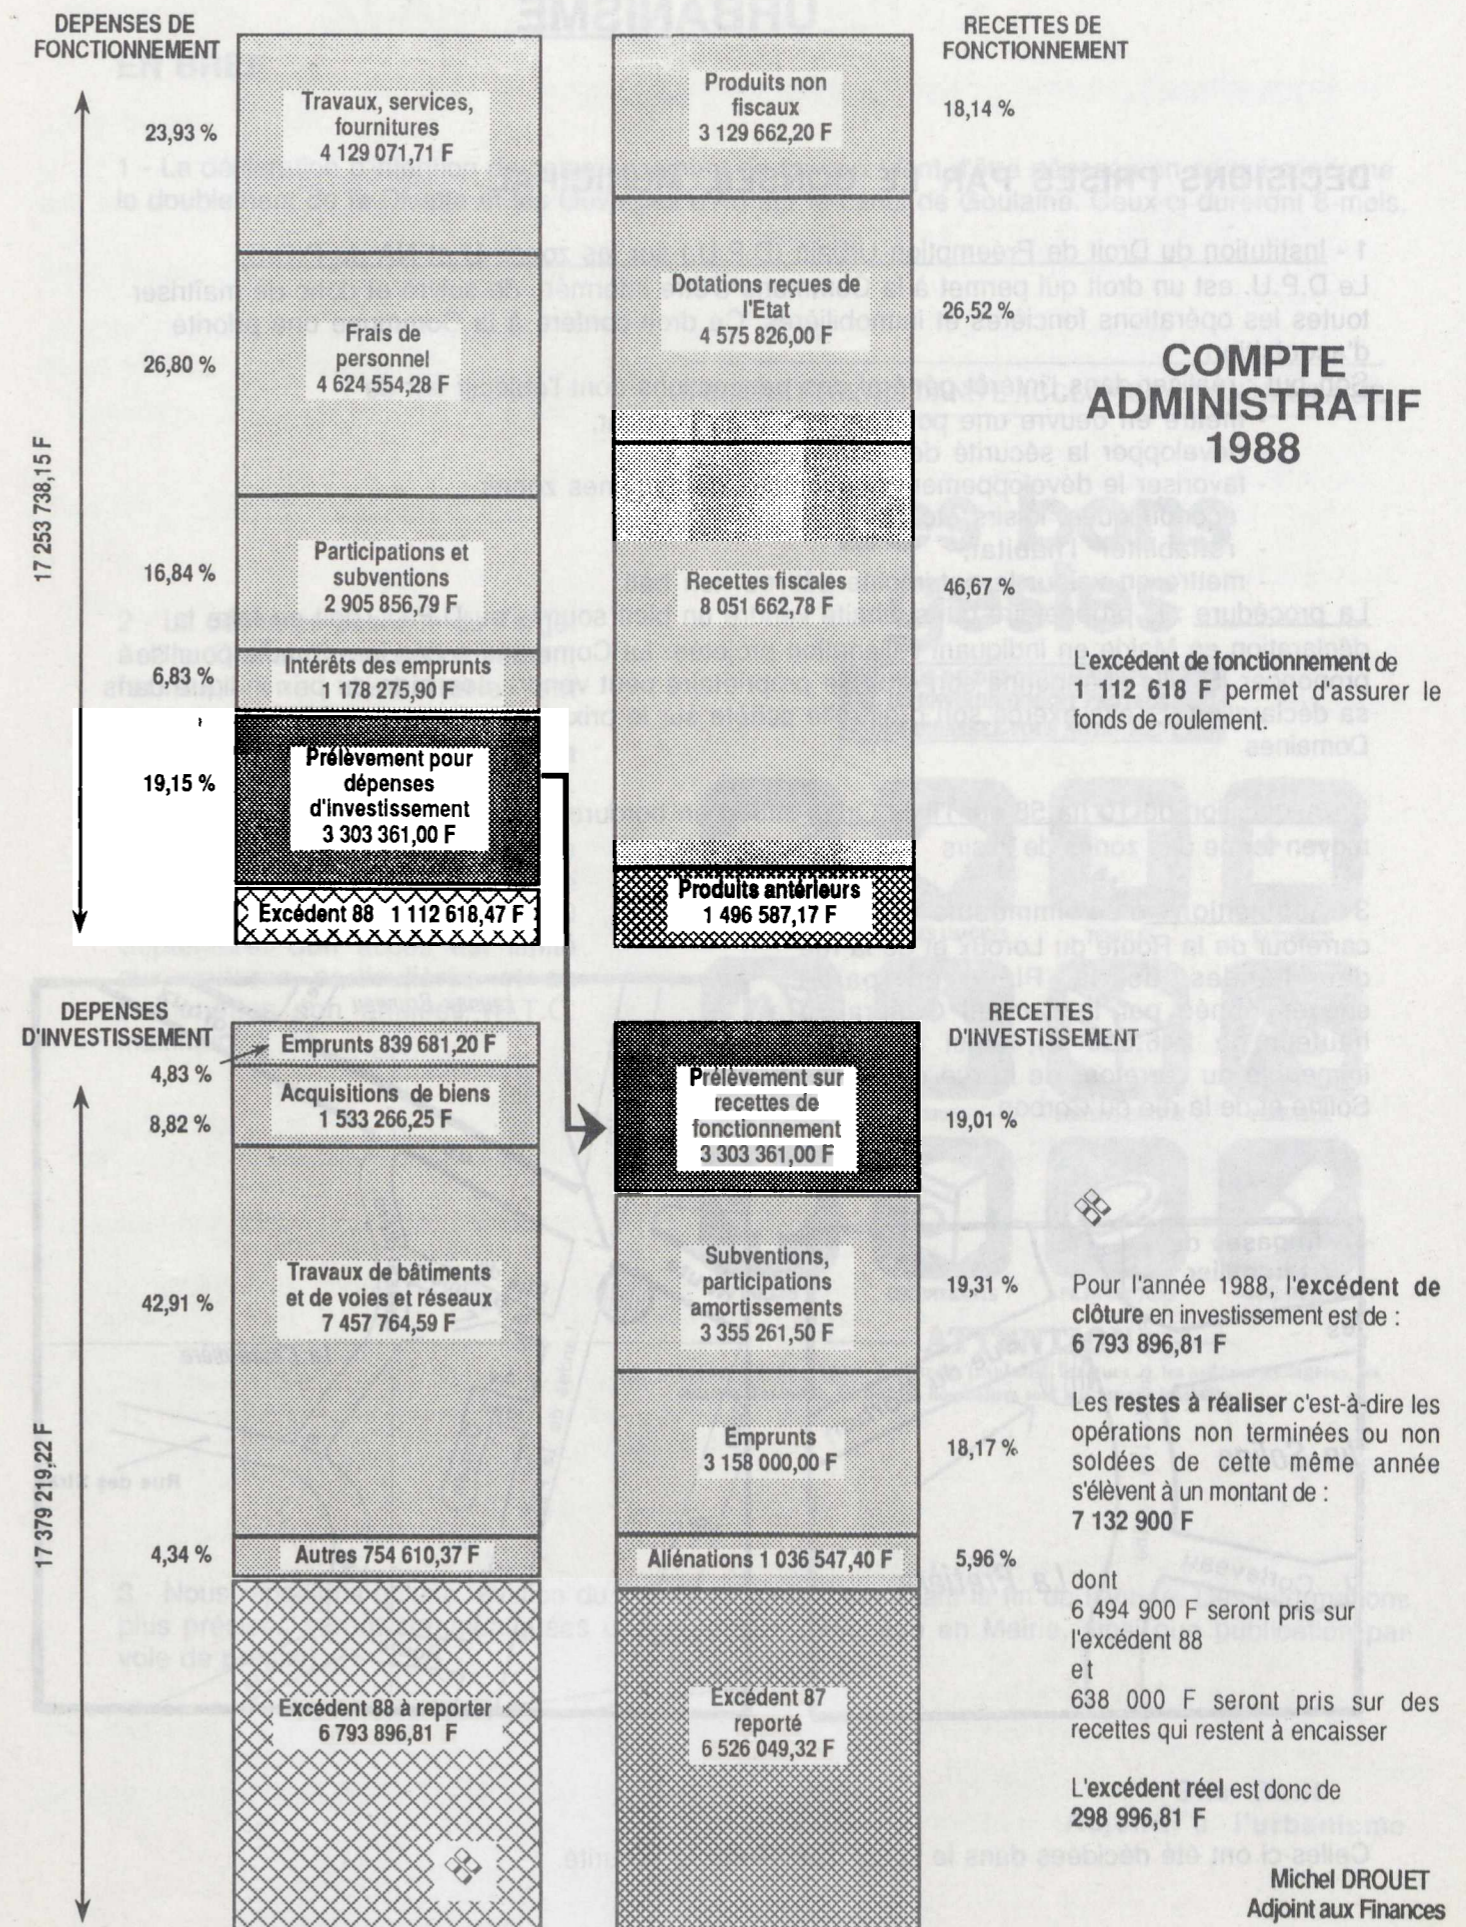 DEPENSES DE
FONCTIONNEMENT
17 253 738,15 F
23,93 %
Travaux, services,
fournitures
4 129 071,71 F
26,80 %
Frais de
personnel
4 624 554,28 F
16,84 %
Participations et
subventions
2 905 856,79 F
6,83 %
Intérêts des emprunts
1 178 275,90 F
19,15 %
Prélèvement pour
dépenses
d'investissement
3 303 361,00 F
Excédent 88 1 112 618,47 F
RECETTES DE
FONCTIONNEMENT
Produits non
fiscaux
3 129 662,20 F
18,14 %
Dotations reçues de
l'Etat
4 575 826,00 F
26,52 %
Recettes fiscales
8 051 662,78 F
46,67 %
Produits antérieurs
1 496 587,17 F
COMPTE
ADMINISTRATIF
1988
L'excédent de fonctionnement de
1 112 618 F permet d'assurer le
fonds de roulement.
DEPENSES
D'INVESTISSEMENT
17 379 219,22 F
4,83 %
Emprunts 839 681,20 F
8,82 %
Acquisitions de biens
1 533 266,25 F
42,91 %
Travaux de bâtiments
et de voies et réseaux
7 457 764,59 F
4,34 %
Autres 754 610,37 F
Excédent 88 à reporter
6 793 896,81 F
RECETTES
D'INVESTISSEMENT
Prélèvement sur
recettes de
fonctionnement
3 303 361,00 F
19,01 %
Subventions,
participations
amortissements
3 355 261,50 F
19,31 %
Emprunts
3 158 000,00 F
18,17 %
Aliénations 1 036 547,40 F
5,96 %
Excédent 87
reporté
6 526 049,32 F
Pour l'année 1988, l'excédent de
clôture en investissement est de :
6 793 896,81 F
Les restes à réaliser c'est-à-dire les
opérations non terminées ou non
soldées de cette même année
s'élèvent à un montant de :
7 132 900 F
dont
6 494 900 F seront pris sur
l'excédent 88
et
638 000 F seront pris sur des
recettes qui restent à encaisser
L'excédent réel est donc de
298 996,81 F
Michel DROUET
Adjoint aux Finances